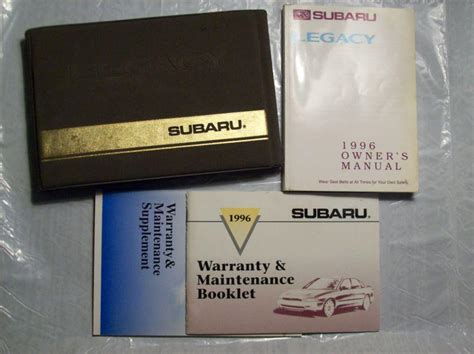 LEGACY
SUBARU.
SUBARU
LEGACY
1996
OWNER'S
MANUAL
Wear Seat Belts at All Times for Your Own Safety.
Warranty &
Maintenance
Supplement
1996
SUBARU.
Warranty &
Maintenance
Booklet